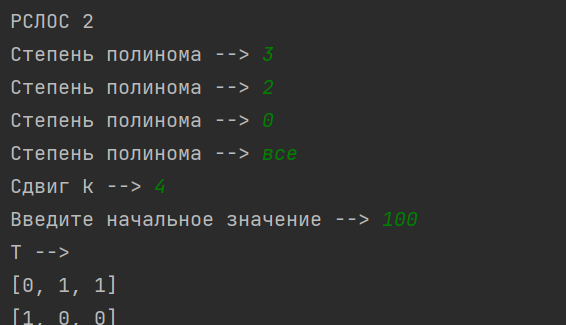 РСЛОС 2
Степень полинома --> 3
Степень полинома --> 2
Степень полинома --> 0
Степень полинома --> все
Сдвиг k --> 4
Введите начальное значение --> 100
T -->
[0, 1, 1]
[1, 0, 0]